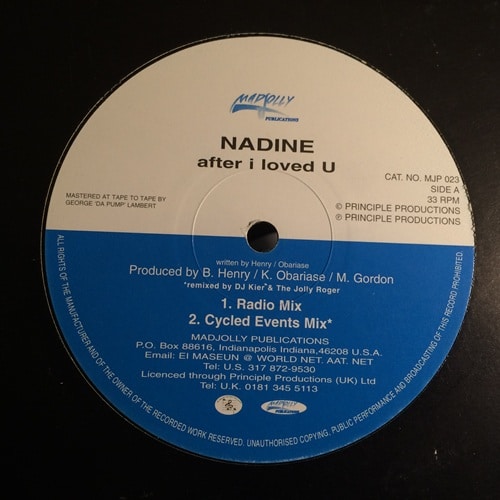 MADJOLLY
PUBLICATIONS
NADINE
after i loved U
MASTERED AT TAPE TO TAPE BY
GEORGE 'DA PUMP' LAMBERT
CAT. NO. MJP 023
SIDE A
33 RPM
© PRINCIPLE PRODUCTIONS
℗ PRINCIPLE PRODUCTIONS
written by Henry / Obariase
Produced by B. Henry / K. Obariase / M. Gordon
*remixed by DJ Kier* & The Jolly Roger
1. Radio Mix
2. Cycled Events Mix*
MADJOLLY PUBLICATIONS
P.O. Box 88616, Indianapolis Indiana,46208 U.S.A.
Email: EI MASEUN @ WORLD NET. AAT. NET
Tel: U.S. 317 872-9530
Licenced through Principle Productions (UK) Ltd
Tel: U.K. 0181 345 5113
MADJOLLY
ALL RIGHTS OF THE MANUFACTURER AND OF THE OWNER OF THE RECORDED WORK RESERVED. UNAUTHORISED COPYING, PUBLIC PERFORMANCE AND BROADCASTING OF THIS RECORD PROHIBITED.